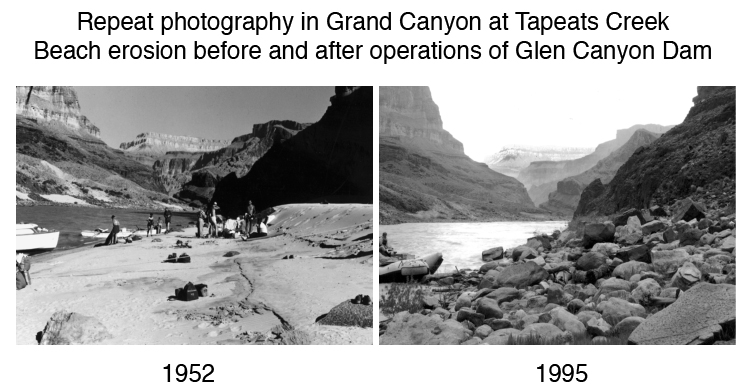 Repeat photography in Grand Canyon at Tapeats Creek
Beach erosion before and after operations of Glen Canyon Dam
1952
1995